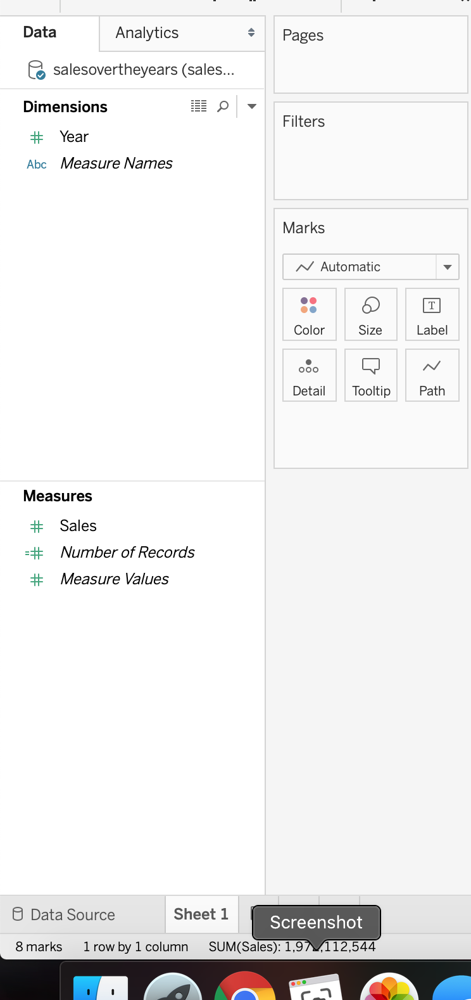 Data
Analytics
Pages
salesovertheyears (sales...
Dimensions
Filters
# Year
Abc Measure Names
Marks
Automatic
T
Color
Size
Label
Detail
Tooltip
Path
Measures
# Sales
=# Number of Records
# Measure Values
Data Source
Sheet 1
Screenshot
8 marks 1 row by 1 column SUM(Sales): 1,972,112,544